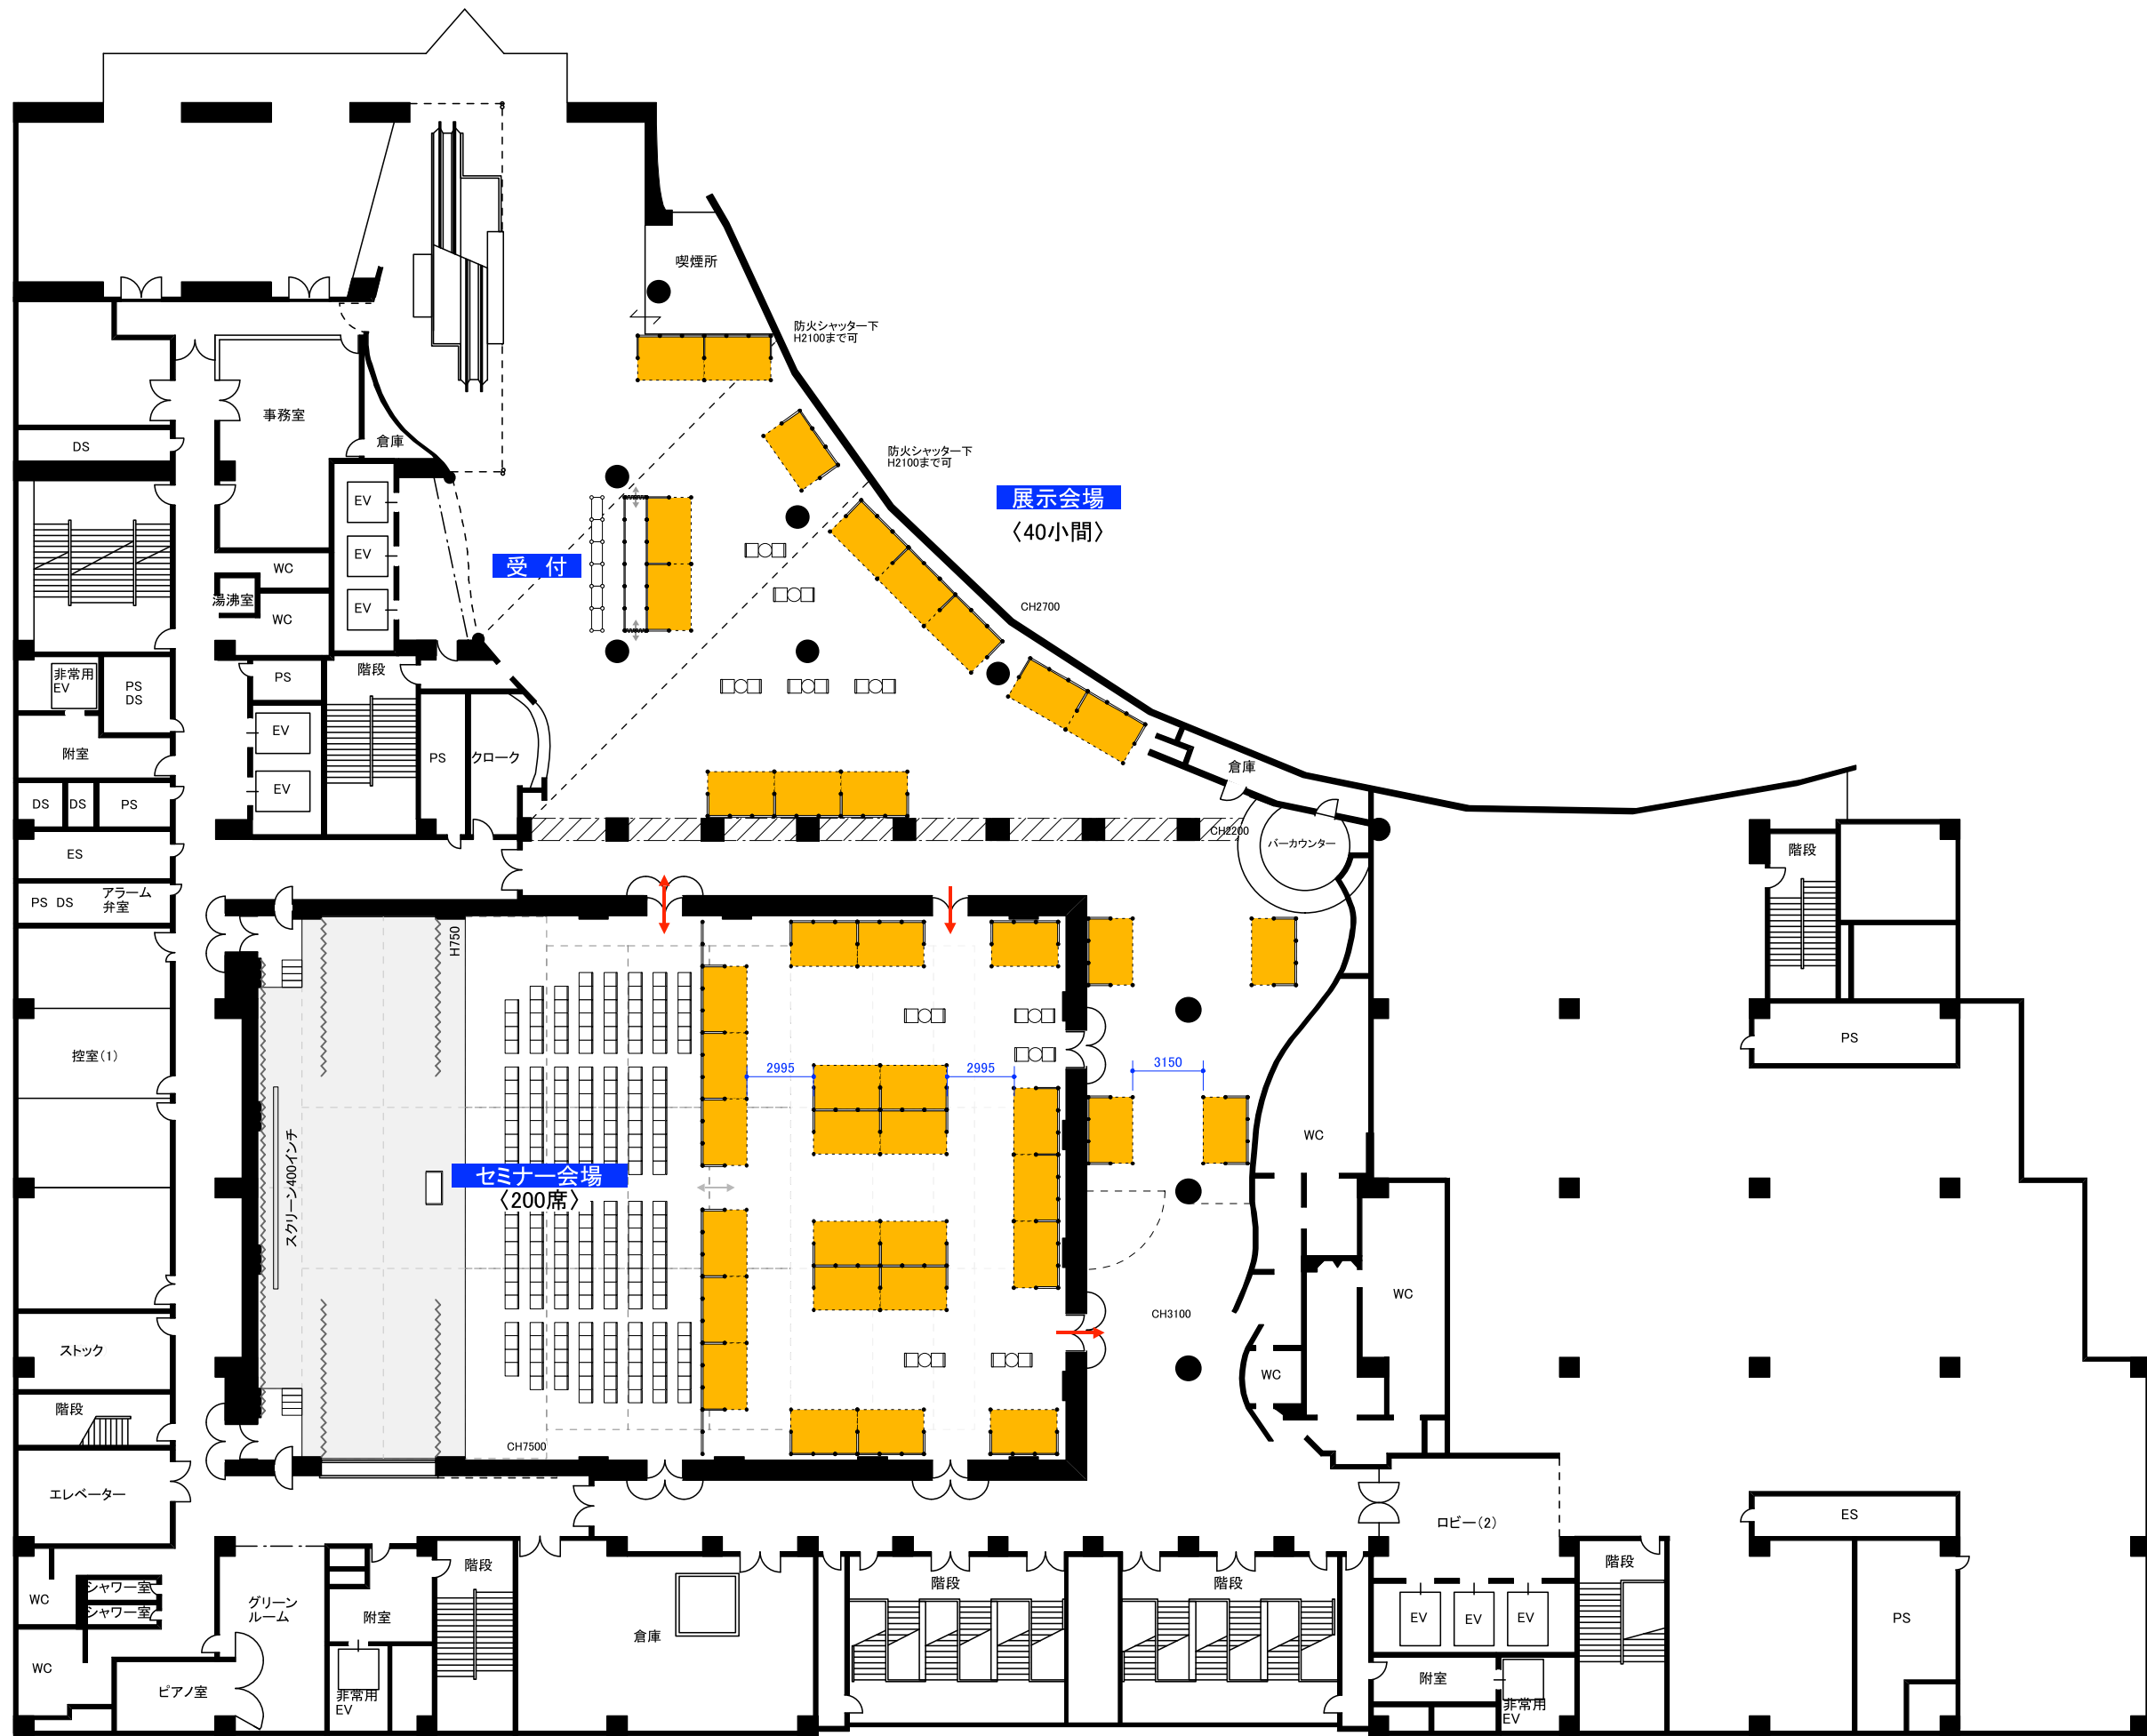 喫煙所
防火シャッター下
H2100まで可
事務室
倉庫
DS
防火シャッター下
H2100まで可
展示会場
〈40小間〉
EV
EV
EV
受　付
WC
湯沸室
WC
CH2700
非常用
EV
PS
DS
PS
階段
附室
EV
PS
クローク
倉庫
EV
DS
DS
PS
CH2200
バーカウンター
階段
ES
PS
DS
アラーム
弁室
H750
控室(1)
PS
2995
2995
3150
スクリーン400インチ
WC
セミナー会場
〈200席〉
WC
CH3100
ストック
WC
階段
CH7500
エレベーター
ロビー(2)
ES
階段
階段
階段
階段
WC
シャワー室
シャワー室
グリーン
ルーム
附室
倉庫
EV
EV
EV
PS
WC
ピアノ室
非常用
EV
附室
非常用
EV